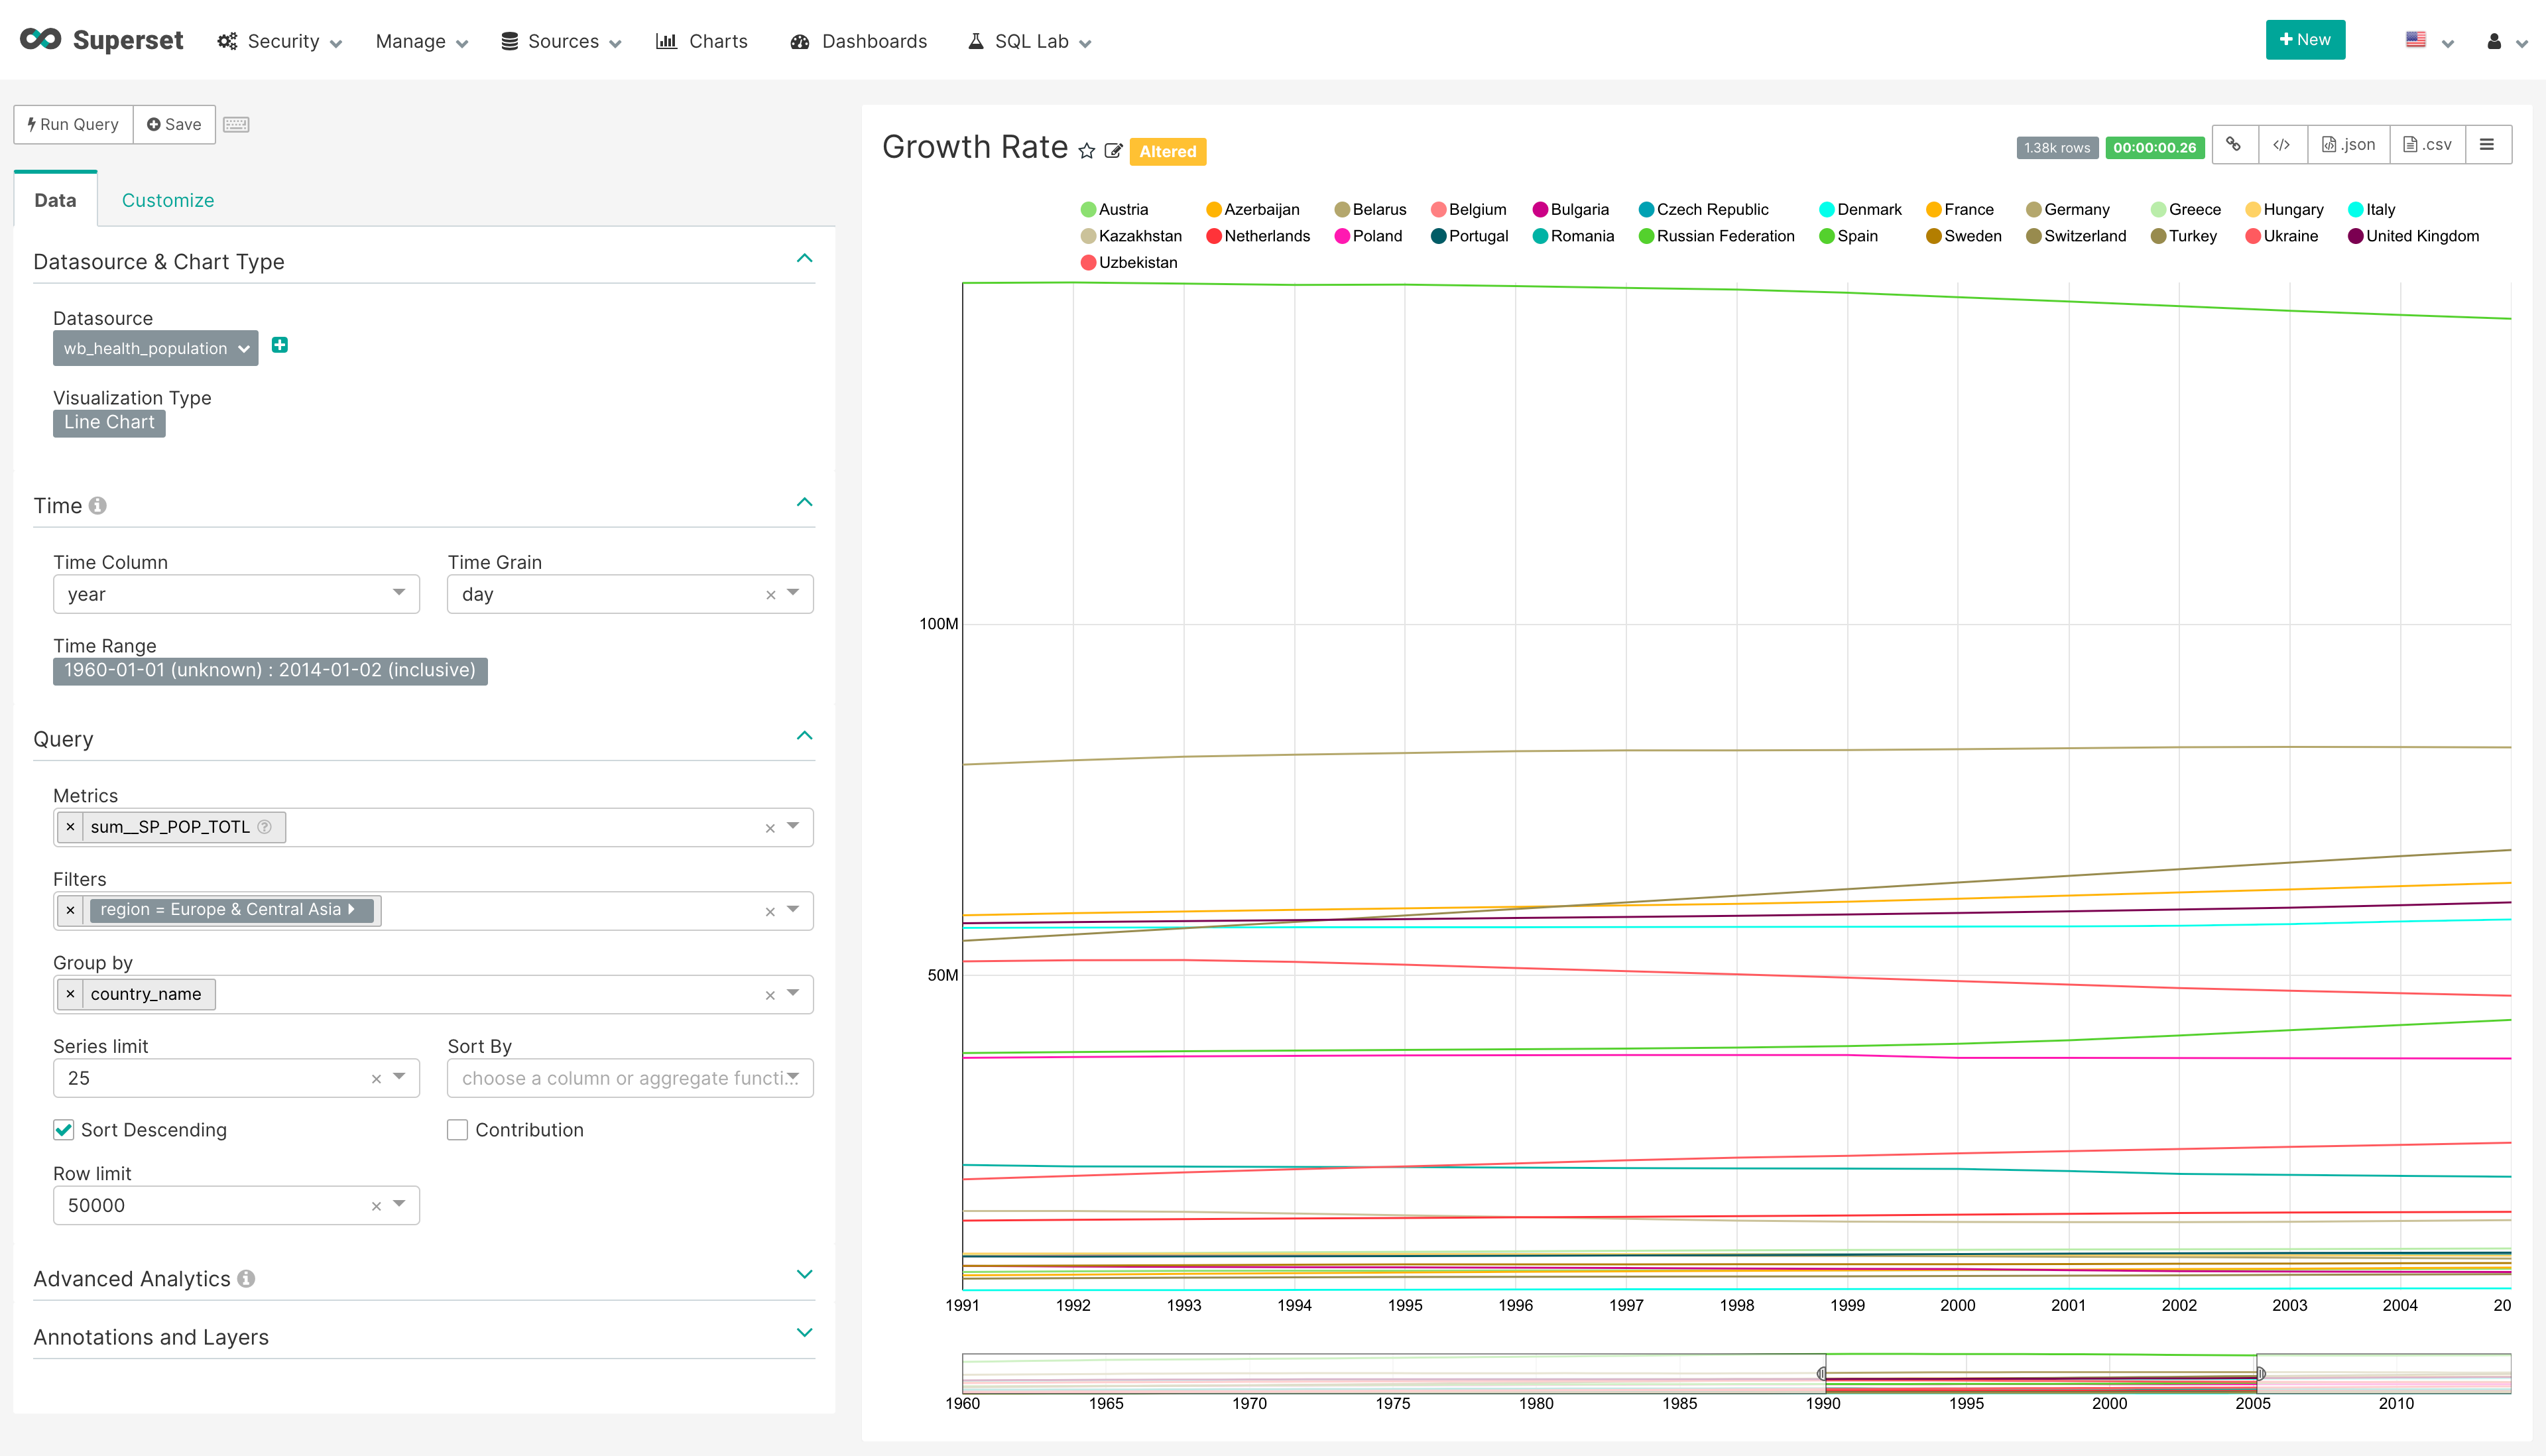 Superset Security Manage Sources Charts Dashboards SQL Lab + New
Run Query Save
Data Customize
Datasource & Chart Type
Datasource
wb_health_population
Visualization Type
Line Chart
Time
Time Column Time Grain
year day
Time Range
1960-01-01 (unknown) : 2014-01-02 (inclusive)
Query
Metrics
× sum__SP_POP_TOTL
Filters
× region = Europe & Central Asia
Group by
× country_name
Series limit Sort By
25 choose a column or aggregate functi...
Sort Descending Contribution
Row limit
50000
Advanced Analytics
Annotations and Layers
Growth Rate Altered 1.38k rows 00:00:00.26 </> .json .csv
Austria Azerbaijan Belarus Belgium Bulgaria Czech Republic Denmark France Germany Greece Hungary Italy
Kazakhstan Netherlands Poland Portugal Romania Russian Federation Spain Sweden Switzerland Turkey Ukraine United Kingdom
Uzbekistan
100M
50M
1991 1992 1993 1994 1995 1996 1997 1998 1999 2000 2001 2002 2003 2004 20
1960 1965 1970 1975 1980 1985 1990 1995 2000 2005 2010